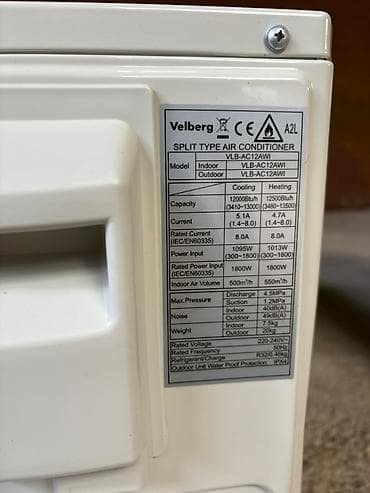 Velberg CE A2L
SPLIT TYPE AIR CONDITIONER
VLB-AC12AWI
Model Indoor VLB-AC12AWI
Outdoor VLB-AC12AWI
Cooling Heating
Capacity 12000Btu/h (3410~13000) 12500Btu/h (3480~13500)
Current 5.1A (1.4~8.0) 4.7A (1.4~8.0)
Rated Current (IEC/EN60335) 8.0A 8.0A
Power Input 1095W (300~1800) 1013W (300~1800)
Rated Power Input (IEC/EN60335) 1800W 1800W
Indoor Air Volume 500m³/h 550m³/h
Max.Pressure Discharge 4.5MPa
Suction 1.2MPa
Noise Indoor 40dB(A)
Outdoor 49dB(A)
Weight Indoor 7.5kg
Outdoor 20kg
Rated Voltage 220-240V~
Rated Frequency 50Hz
Refrigerant/Charge R32/0.46kg
Outdoor Unit Water Proof Protection IPX4